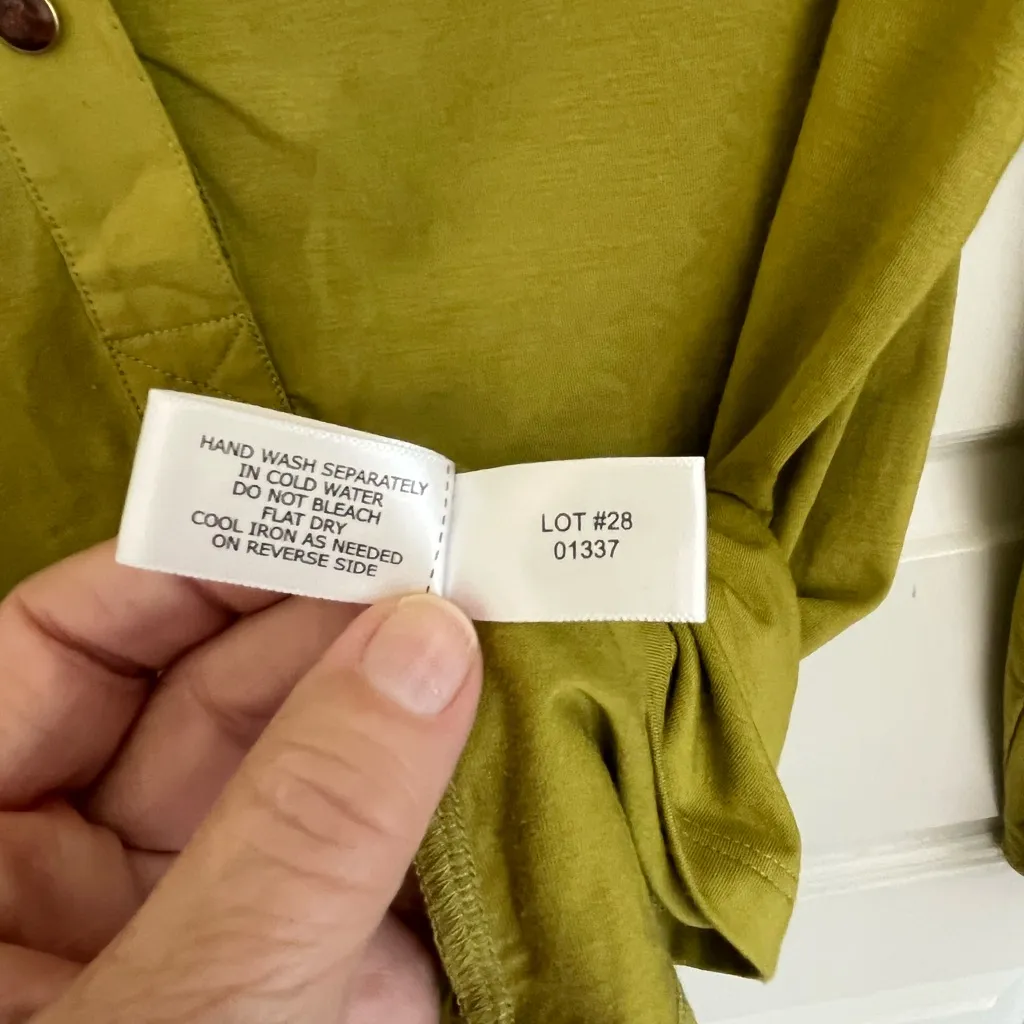 HAND WASH SEPARATELY
IN COLD WATER
DO NOT BLEACH
FLAT DRY
COOL IRON AS NEEDED
ON REVERSE SIDE
LOT #28
01337